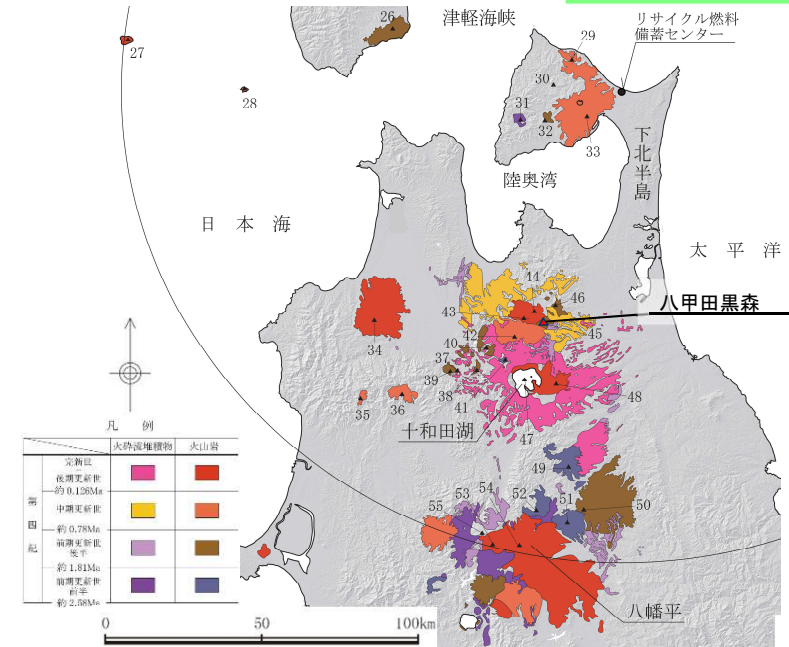 津軽海峡
リサイクル燃料
備蓄センター
26
27
28
29
30
31
32
33
下北半島
陸奥湾
日本海
太平洋
八甲田黒森
44
46
43
45
34
42
40
37
39
38
41
48
35
36
47
十和田湖
49
50
51
52
53
54
55
八幡平
凡例
火砕流堆積物
火山岩
第四紀
完新世
~
後期更新世
約0.126Ma
中期更新世
約0.78Ma
前期更新世
後半
約1.81Ma
前期更新世
前半
約2.58Ma
0
50
100km